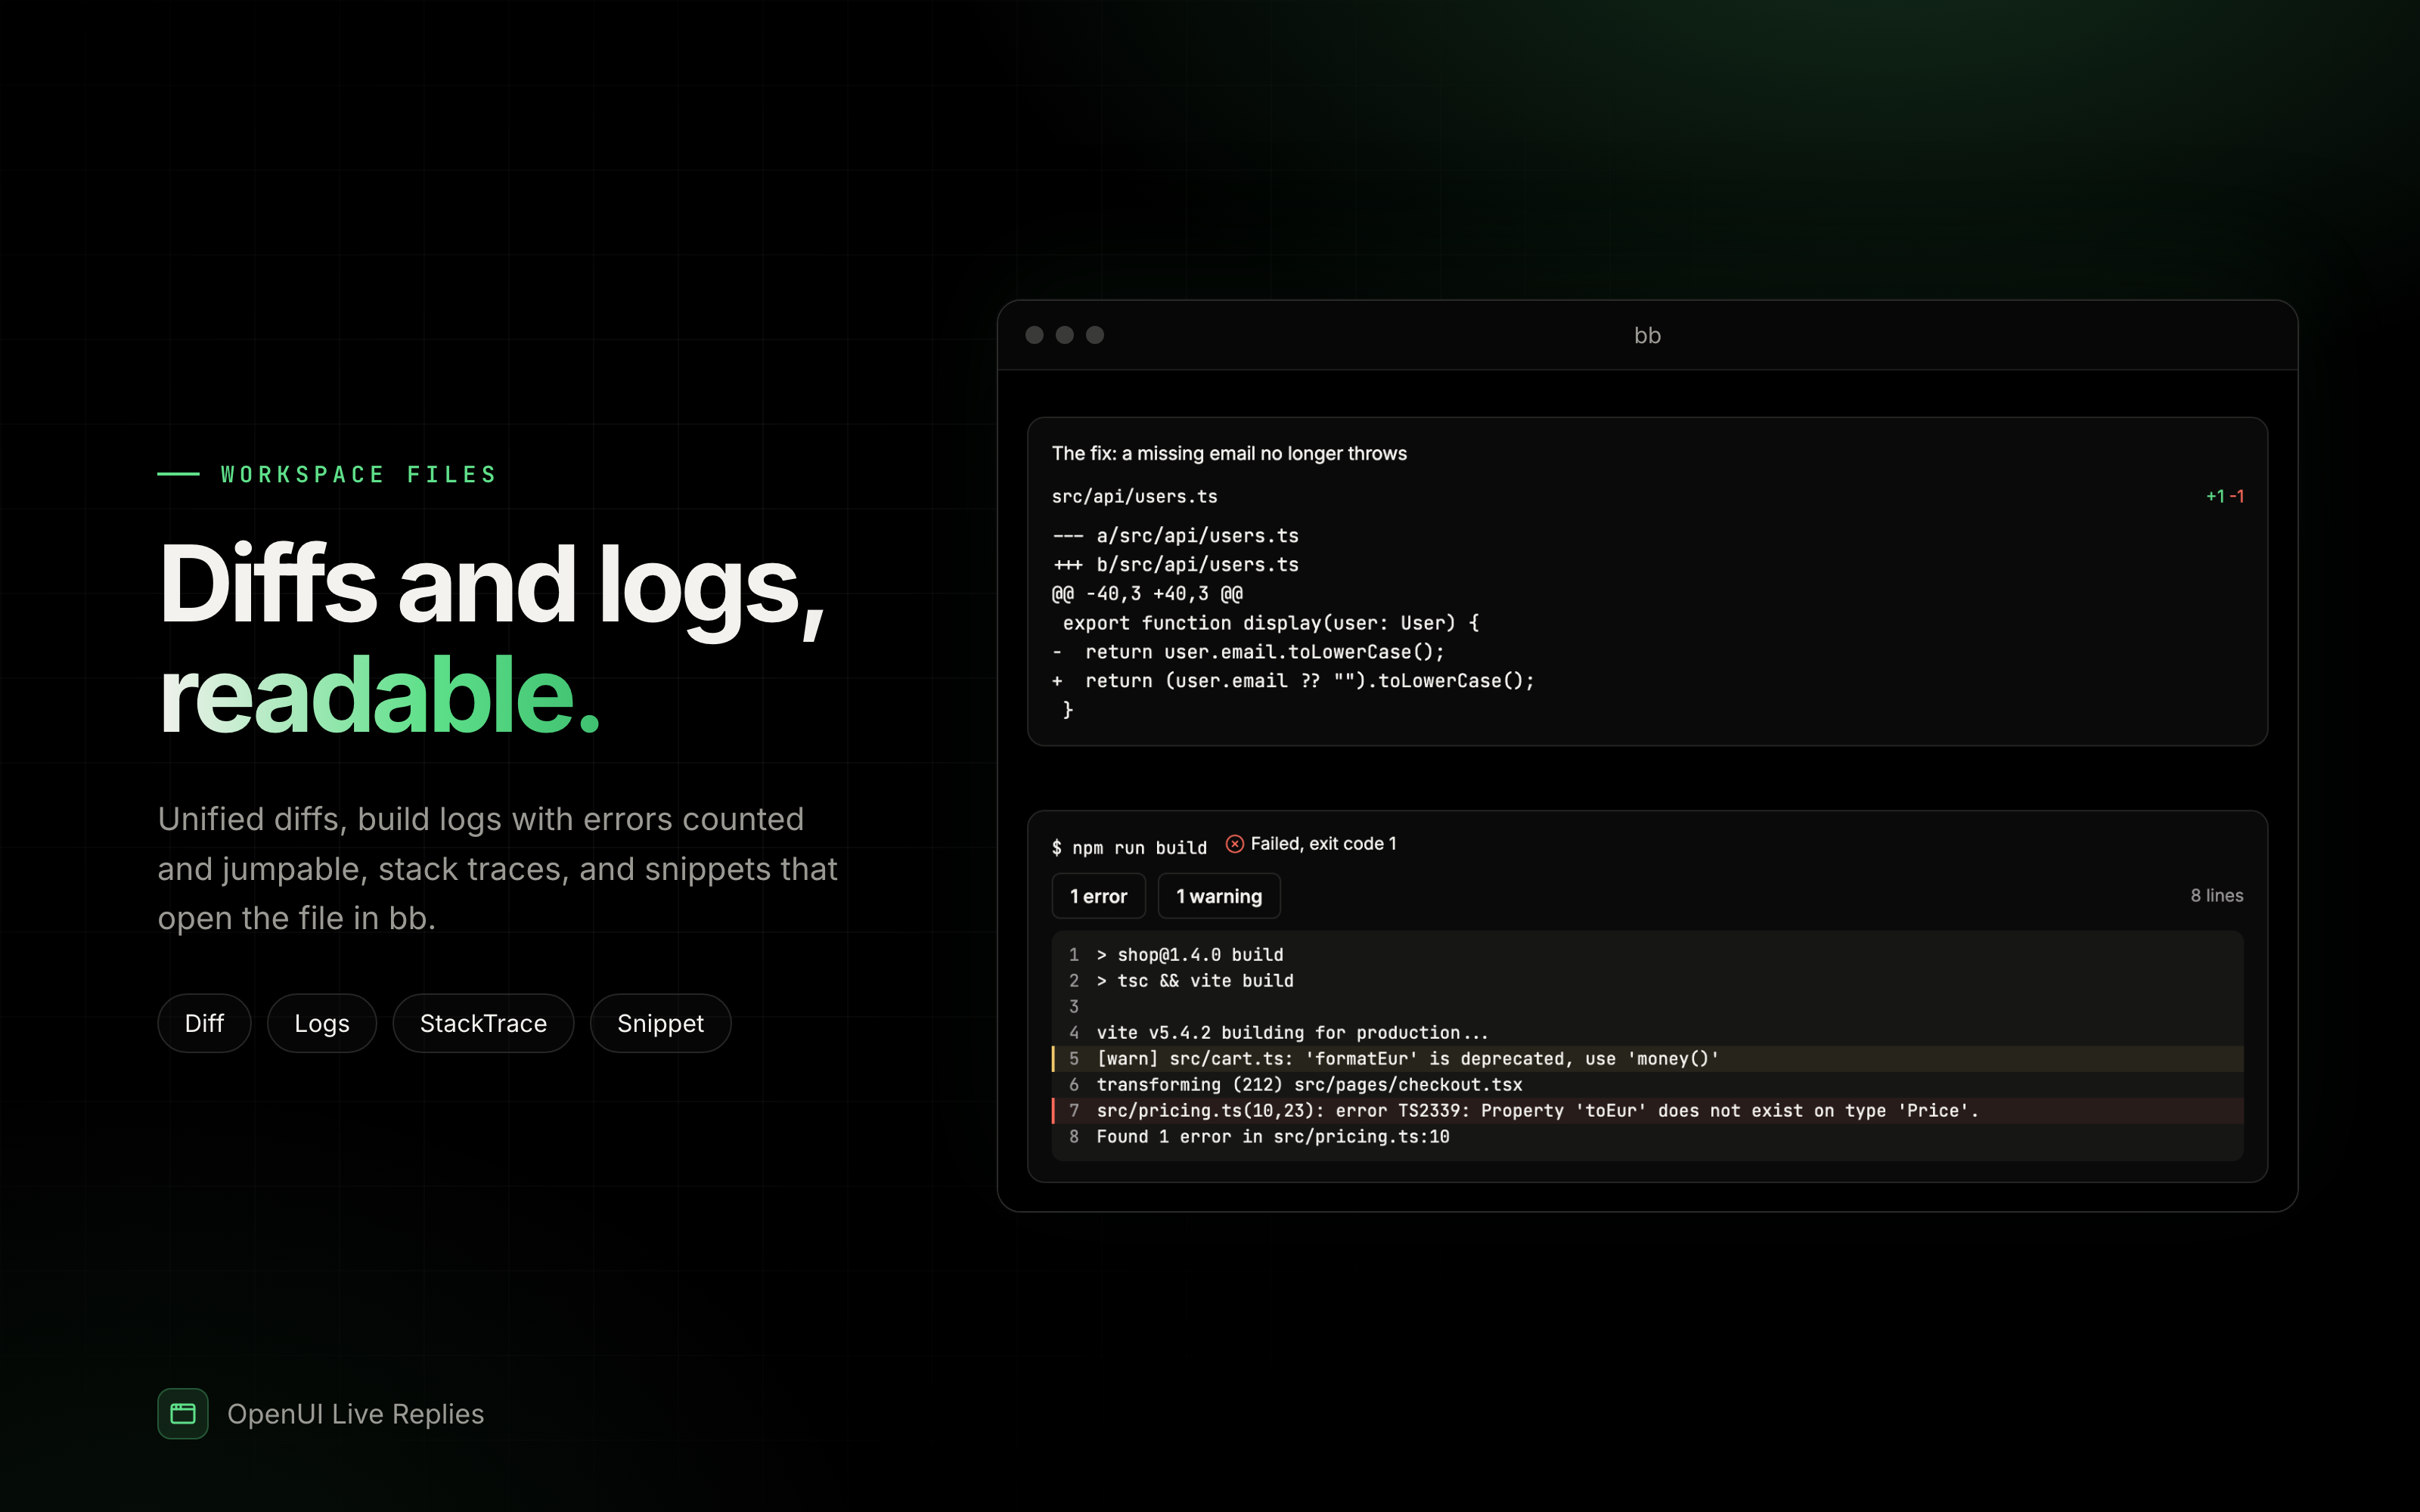 WORKSPACE FILES
Diffs and logs,
readable.
Unified diffs, build logs with errors counted
and jumpable, stack traces, and snippets that
open the file in bb.
Diff Logs StackTrace Snippet
OpenUI Live Replies
bb
The fix: a missing email no longer throws
src/api/users.ts +1 -1
--- a/src/api/users.ts
+++ b/src/api/users.ts
@@ -40,3 +40,3 @@
 export function display(user: User) {
-  return user.email.toLowerCase();
+  return (user.email ?? "").toLowerCase();
 }
$ npm run build Failed, exit code 1
1 error 1 warning 8 lines
1 > shop@1.4.0 build
2 > tsc && vite build
3
4 vite v5.4.2 building for production...
5 [warn] src/cart.ts: 'formatEur' is deprecated, use 'money()'
6 transforming (212) src/pages/checkout.tsx
7 src/pricing.ts(10,23): error TS2339: Property 'toEur' does not exist on type 'Price'.
8 Found 1 error in src/pricing.ts:10